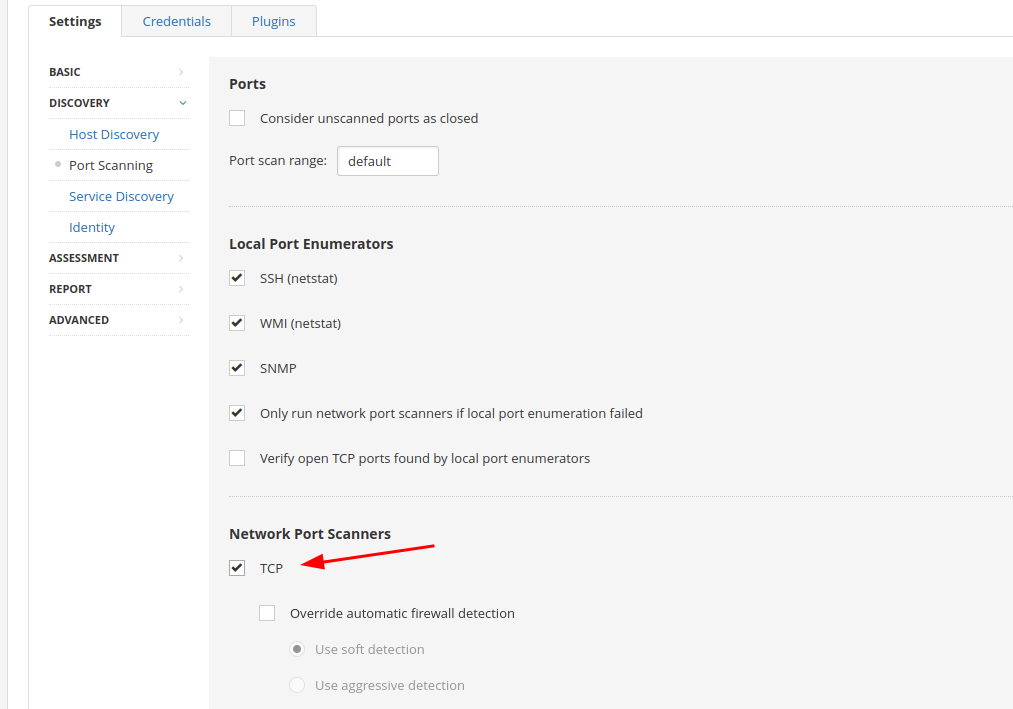 Settings
Credentials
Plugins
BASIC
DISCOVERY
Host Discovery
Port Scanning
Service Discovery
Identity
ASSESSMENT
REPORT
ADVANCED
Ports
Consider unscanned ports as closed
Port scan range: default
Local Port Enumerators
SSH (netstat)
WMI (netstat)
SNMP
Only run network port scanners if local port enumeration failed
Verify open TCP ports found by local port enumerators
Network Port Scanners
TCP
Override automatic firewall detection
Use soft detection
Use aggressive detection